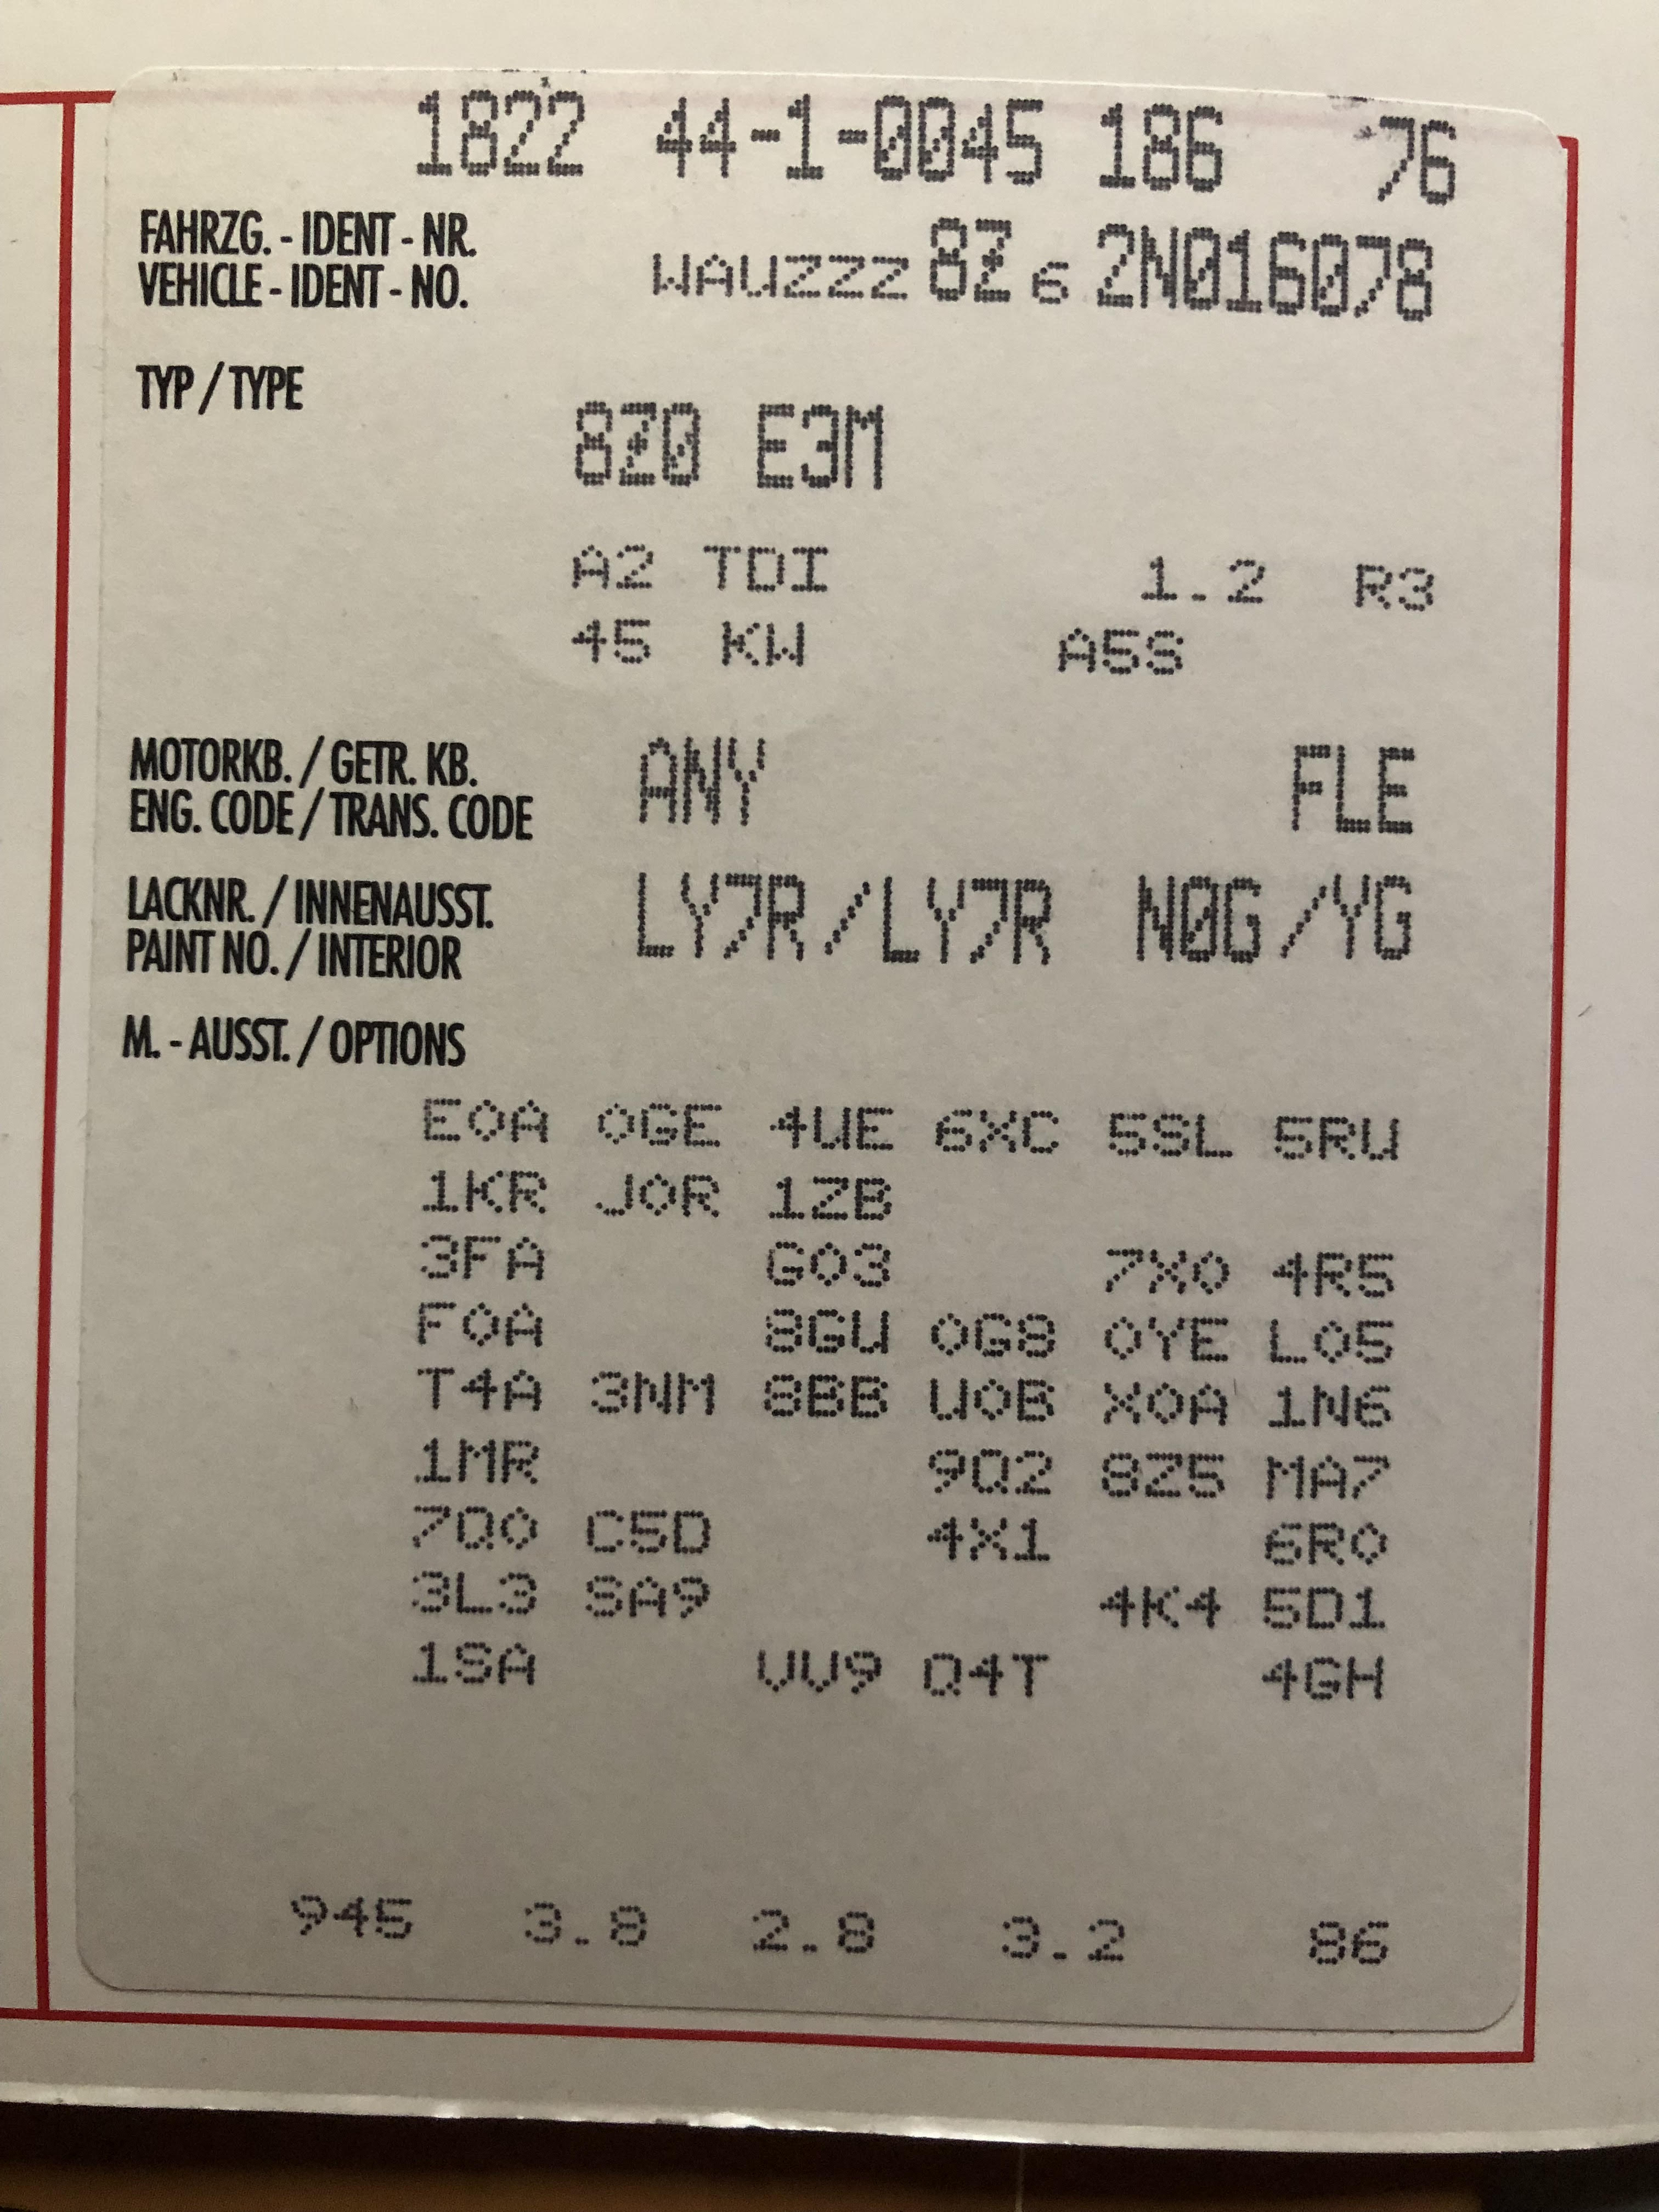 1822 44-1-0045 186 76
FAHRZG. - IDENT - NR.
VEHICLE - IDENT - NO. WAUZZZ8Z62N016078
TYP / TYPE
8Z0 E3M
A2 TDI 1.2 R3
45 KW A5S
MOTORKB. / GETR. KB.
ENG. CODE / TRANS. CODE ANY FLE
LACKNR. / INNENAUSST.
PAINT NO. / INTERIOR LY7R/LY7R N0G/YG
M. - AUSST. / OPTIONS
E0A 0GE 4UE 6XC 5SL 5RU
1KR J0R 1ZB
3FA G03 7X0 4R5
F0A 8GU 0G8 0YE L05
T4A 3NM 8BB U0B X0A 1N6
1MR 9Q2 8Z5 MA7
7Q0 C5D 4X1 6R0
3L3 SA9 4K4 5D1
1SA VV9 Q4T 4GH
945 3.8 2.8 3.2 86